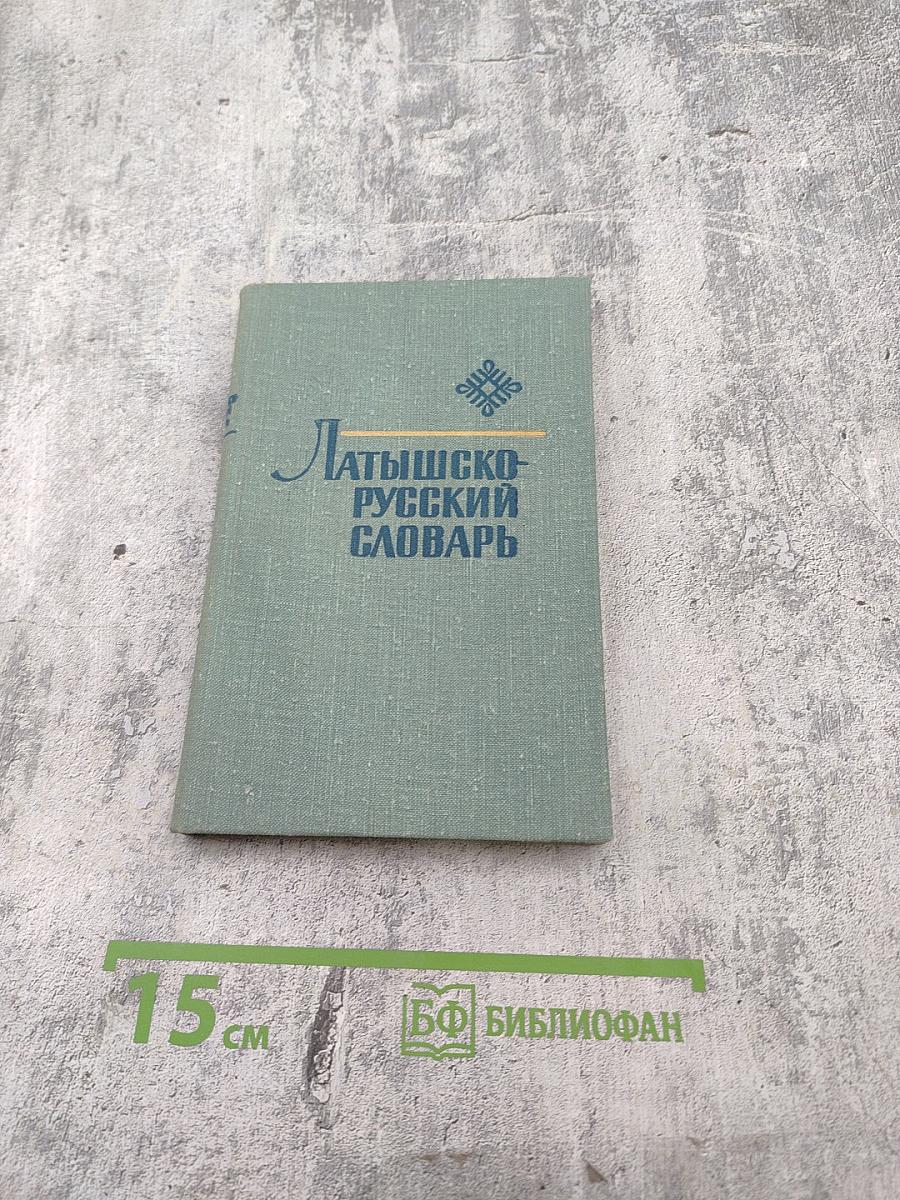 Латышско-
русский
словарь
15 см
БФ БИБЛИОФАН